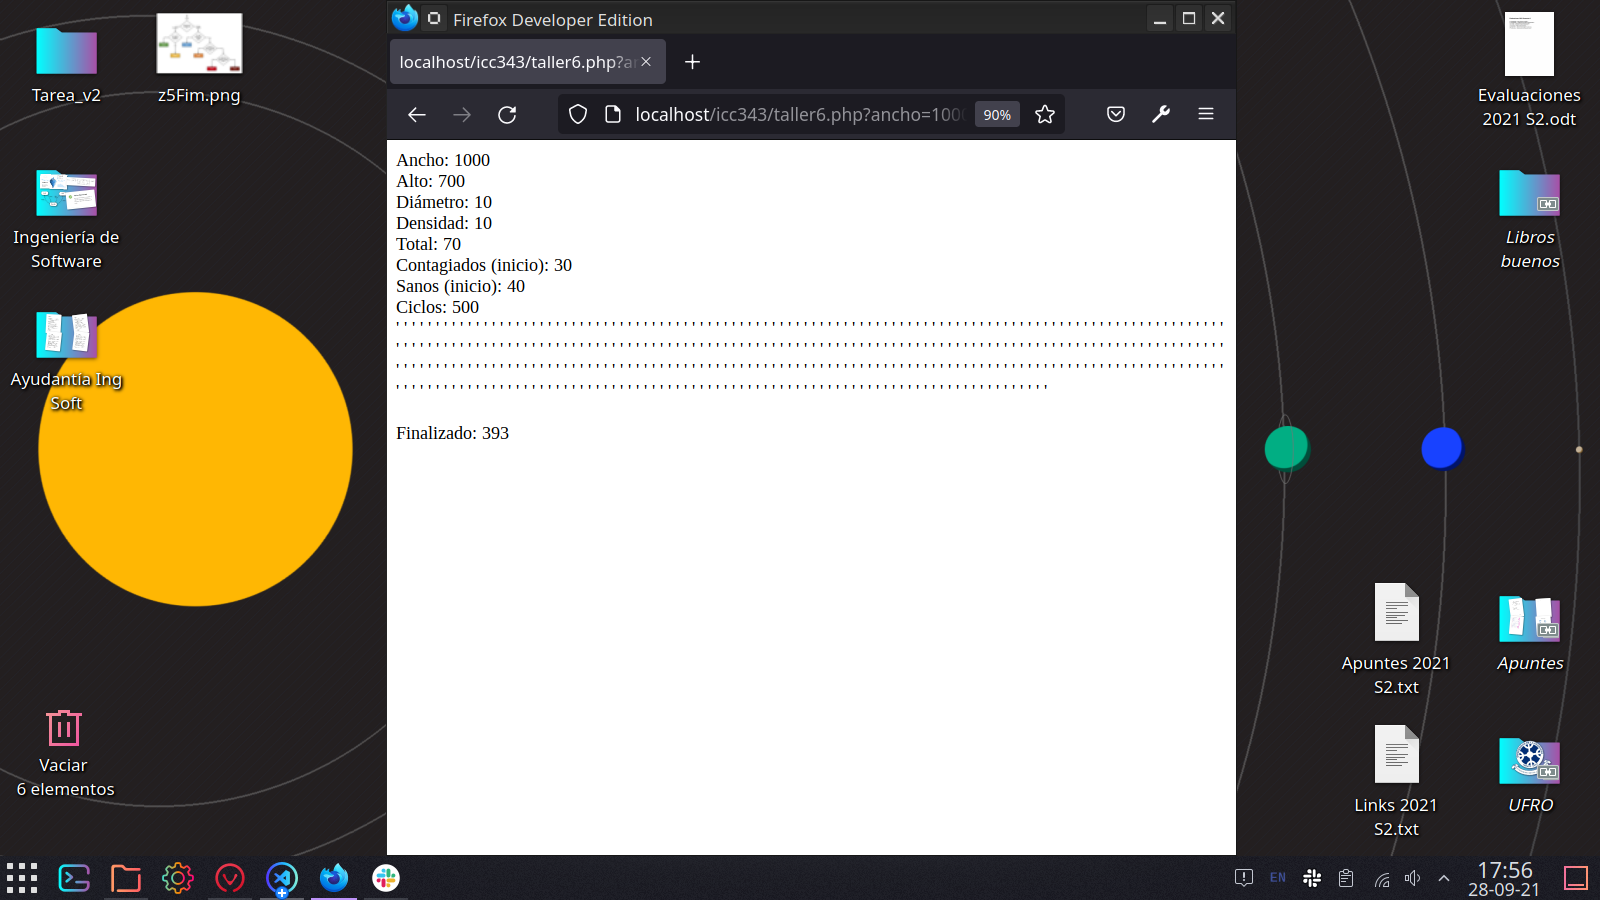 Tarea_v2
z5Fim.png
Ingeniería de
Software
Ayudantía Ing
Soft
Vaciar
6 elementos
Firefox Developer Edition
localhost/icc343/taller6.php?an
localhost/icc343/taller6.php?ancho=1000
90%
Ancho: 1000
Alto: 700
Diámetro: 10
Densidad: 10
Total: 70
Contagiados (inicio): 30
Sanos (inicio): 40
Ciclos: 500
Finalizado: 393
Evaluaciones
2021 S2.odt
Libros
buenos
Apuntes 2021
S2.txt
Apuntes
Links 2021
S2.txt
UFRO
EN
17:56
28-09-21